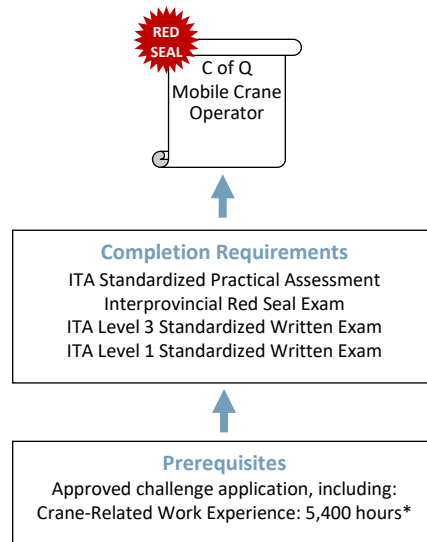 RED
SEAL
C of Q
Mobile Crane
Operator
Completion Requirements
ITA Standardized Practical Assessment
Interprovincial Red Seal Exam
ITA Level 3 Standardized Written Exam
ITA Level 1 Standardized Written Exam
Prerequisites
Approved challenge application, including:
Crane-Related Work Experience: 5,400 hours*